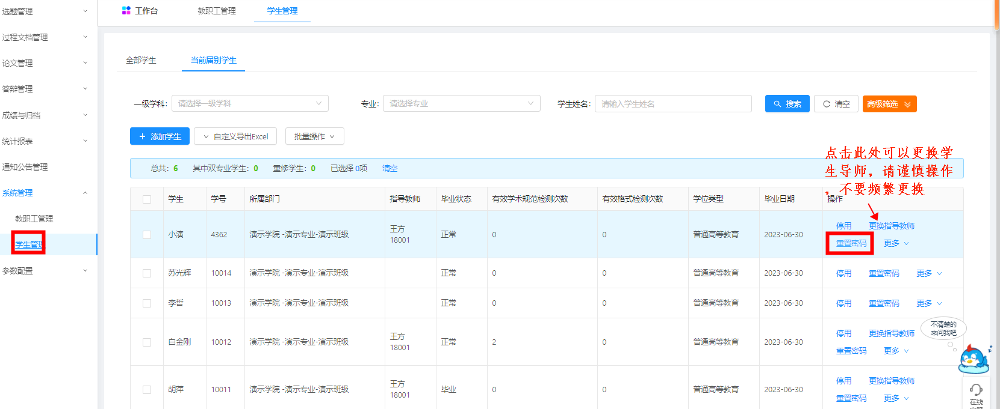 选题管理
过程文档管理
论文管理
答辩管理
成绩与归档
统计报表
通知公告管理
系统管理
教职工管理
学生管理
参数配置
工作台 教职工管理 学生管理
全部学生 当前届别学生
一级学科： 请选择一级学科 专业： 请选择专业 学生姓名： 请输入学生姓名 搜索 清空 高级筛选
添加学生 自定义导出Excel 批量操作
点击此处可以更换学
生导师，请谨慎操作
，不要频繁更换
总共：6 其中双专业学生：0 重修学生：0 已选择 0项 清空
学生 学号 所属部门 指导教师 毕业状态 有效学术规范检测次数 有效格式检测次数 学位类型 毕业日期 操作
小演 4362 演示学院 -演示专业-演示班级 王方 18001 正常 0 0 普通高等教育 2023-06-30 停用 更换指导教师
重置密码 更多
苏光辉 10014 演示学院 -演示专业-演示班级 正常 0 0 普通高等教育 2023-06-30 停用 重置密码 更多
李哲 10013 演示学院 -演示专业-演示班级 正常 0 0 普通高等教育 2023-06-30 停用 重置密码 更多
白金刚 10012 演示学院 -演示专业-演示班级 王方 18001 正常 2 0 普通高等教育 2023-06-30 停用 更换指导教师
重置密码 更多
胡萍 10011 演示学院 -演示专业-演示班级 王方 18001 毕业 0 0 普通高等教育 2023-06-30 停用 更换指导教师
重置密码 更多
不清楚的
来问我吧
在线